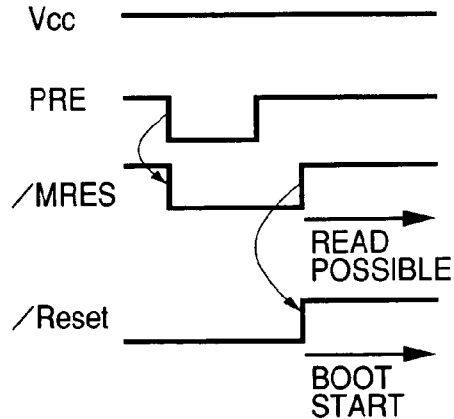 Vcc
PRE
/MRES
READ
POSSIBLE
/Reset
BOOT
START